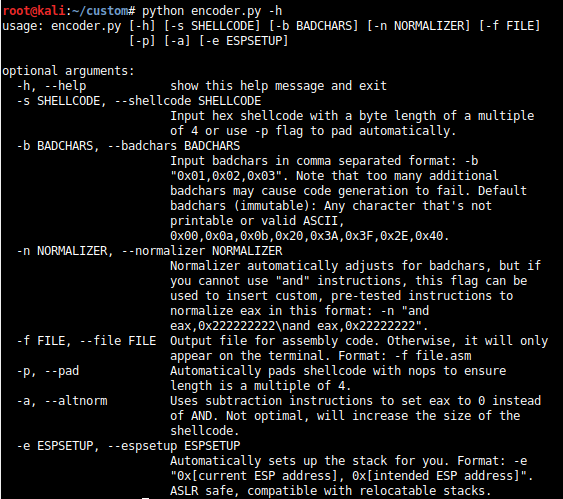 root@kali:~/custom# python encoder.py -h
usage: encoder.py [-h] [-s SHELLCODE] [-b BADCHARS] [-n NORMALIZER] [-f FILE]
[-p] [-a] [-e ESPSETUP]
optional arguments:
-h, --help show this help message and exit
-s SHELLCODE, --shellcode SHELLCODE
Input hex shellcode with a byte length of a multiple
of 4 or use -p flag to pad automatically.
-b BADCHARS, --badchars BADCHARS
Input badchars in comma separated format: -b
"0x01,0x02,0x03". Note that too many additional
badchars may cause code generation to fail. Default
badchars (immutable): Any character that's not
printable or valid ASCII,
0x00,0x0a,0x0b,0x20,0x3A,0x3F,0x2E,0x40.
-n NORMALIZER, --normalizer NORMALIZER
Normalizer automatically adjusts for badchars, but if
you cannot use "and" instructions, this flag can be
used to insert custom, pre-tested instructions to
normalize eax in this format: -n "and
eax,0x222222222\nand eax,0x22222222".
-f FILE, --file FILE Output file for assembly code. Otherwise, it will only
appear on the terminal. Format: -f file.asm
-p, --pad Automatically pads shellcode with nops to ensure
length is a multiple of 4.
-a, --altnorm Uses subtraction instructions to set eax to 0 instead
of AND. Not optimal, will increase the size of the
shellcode.
-e ESPSETUP, --espsetup ESPSETUP
Automatically sets up the stack for you. Format: -e
"0x[current ESP address], 0x[intended ESP address]".
ASLR safe, compatible with relocatable stacks.